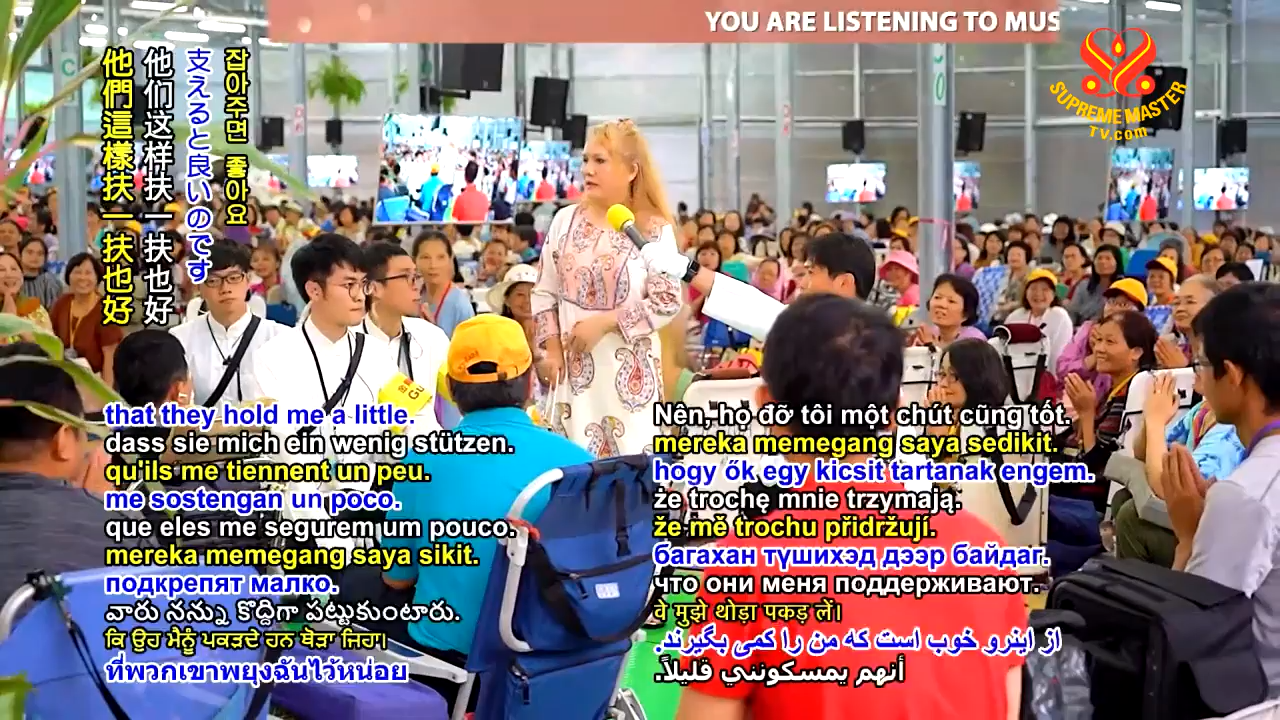 YOU ARE LISTENING TO MUS
SUPREME MASTER
TV.com
他們這樣扶一扶也好
他们这样扶一扶也好
支えると良いのです
잡아주면 좋아요
that they hold me a little.
dass sie mich ein wenig stützen.
qu'ils me tiennent un peu.
me sostengan un poco.
que eles me segurem um pouco.
mereka memegang saya sikit.
подкрепят малко.
వారు నన్ను కొద్దిగా పట్టుకుంటారు.
ਕਿ ਉਹ ਮੈਨੂੰ ਪਕੜਦੇ ਹਨ ਥੋੜਾ ਜਿਹਾ।
ที่พวกเขาพยุงฉันไว้หน่อย
Nên, họ đỡ tôi một chút cũng tốt.
mereka memegang saya sedikit.
hogy ők egy kicsit tartanak engem.
że trochę mnie trzymają.
že mě trochu přidržují.
багахан түшихэд дээр байдаг.
что они меня поддерживают.
वे मुझे थोड़ा पकड़ लें।
از اینرو خوب است که من را کمی بگیرند.
أنهم يمسكونني قليلاً.